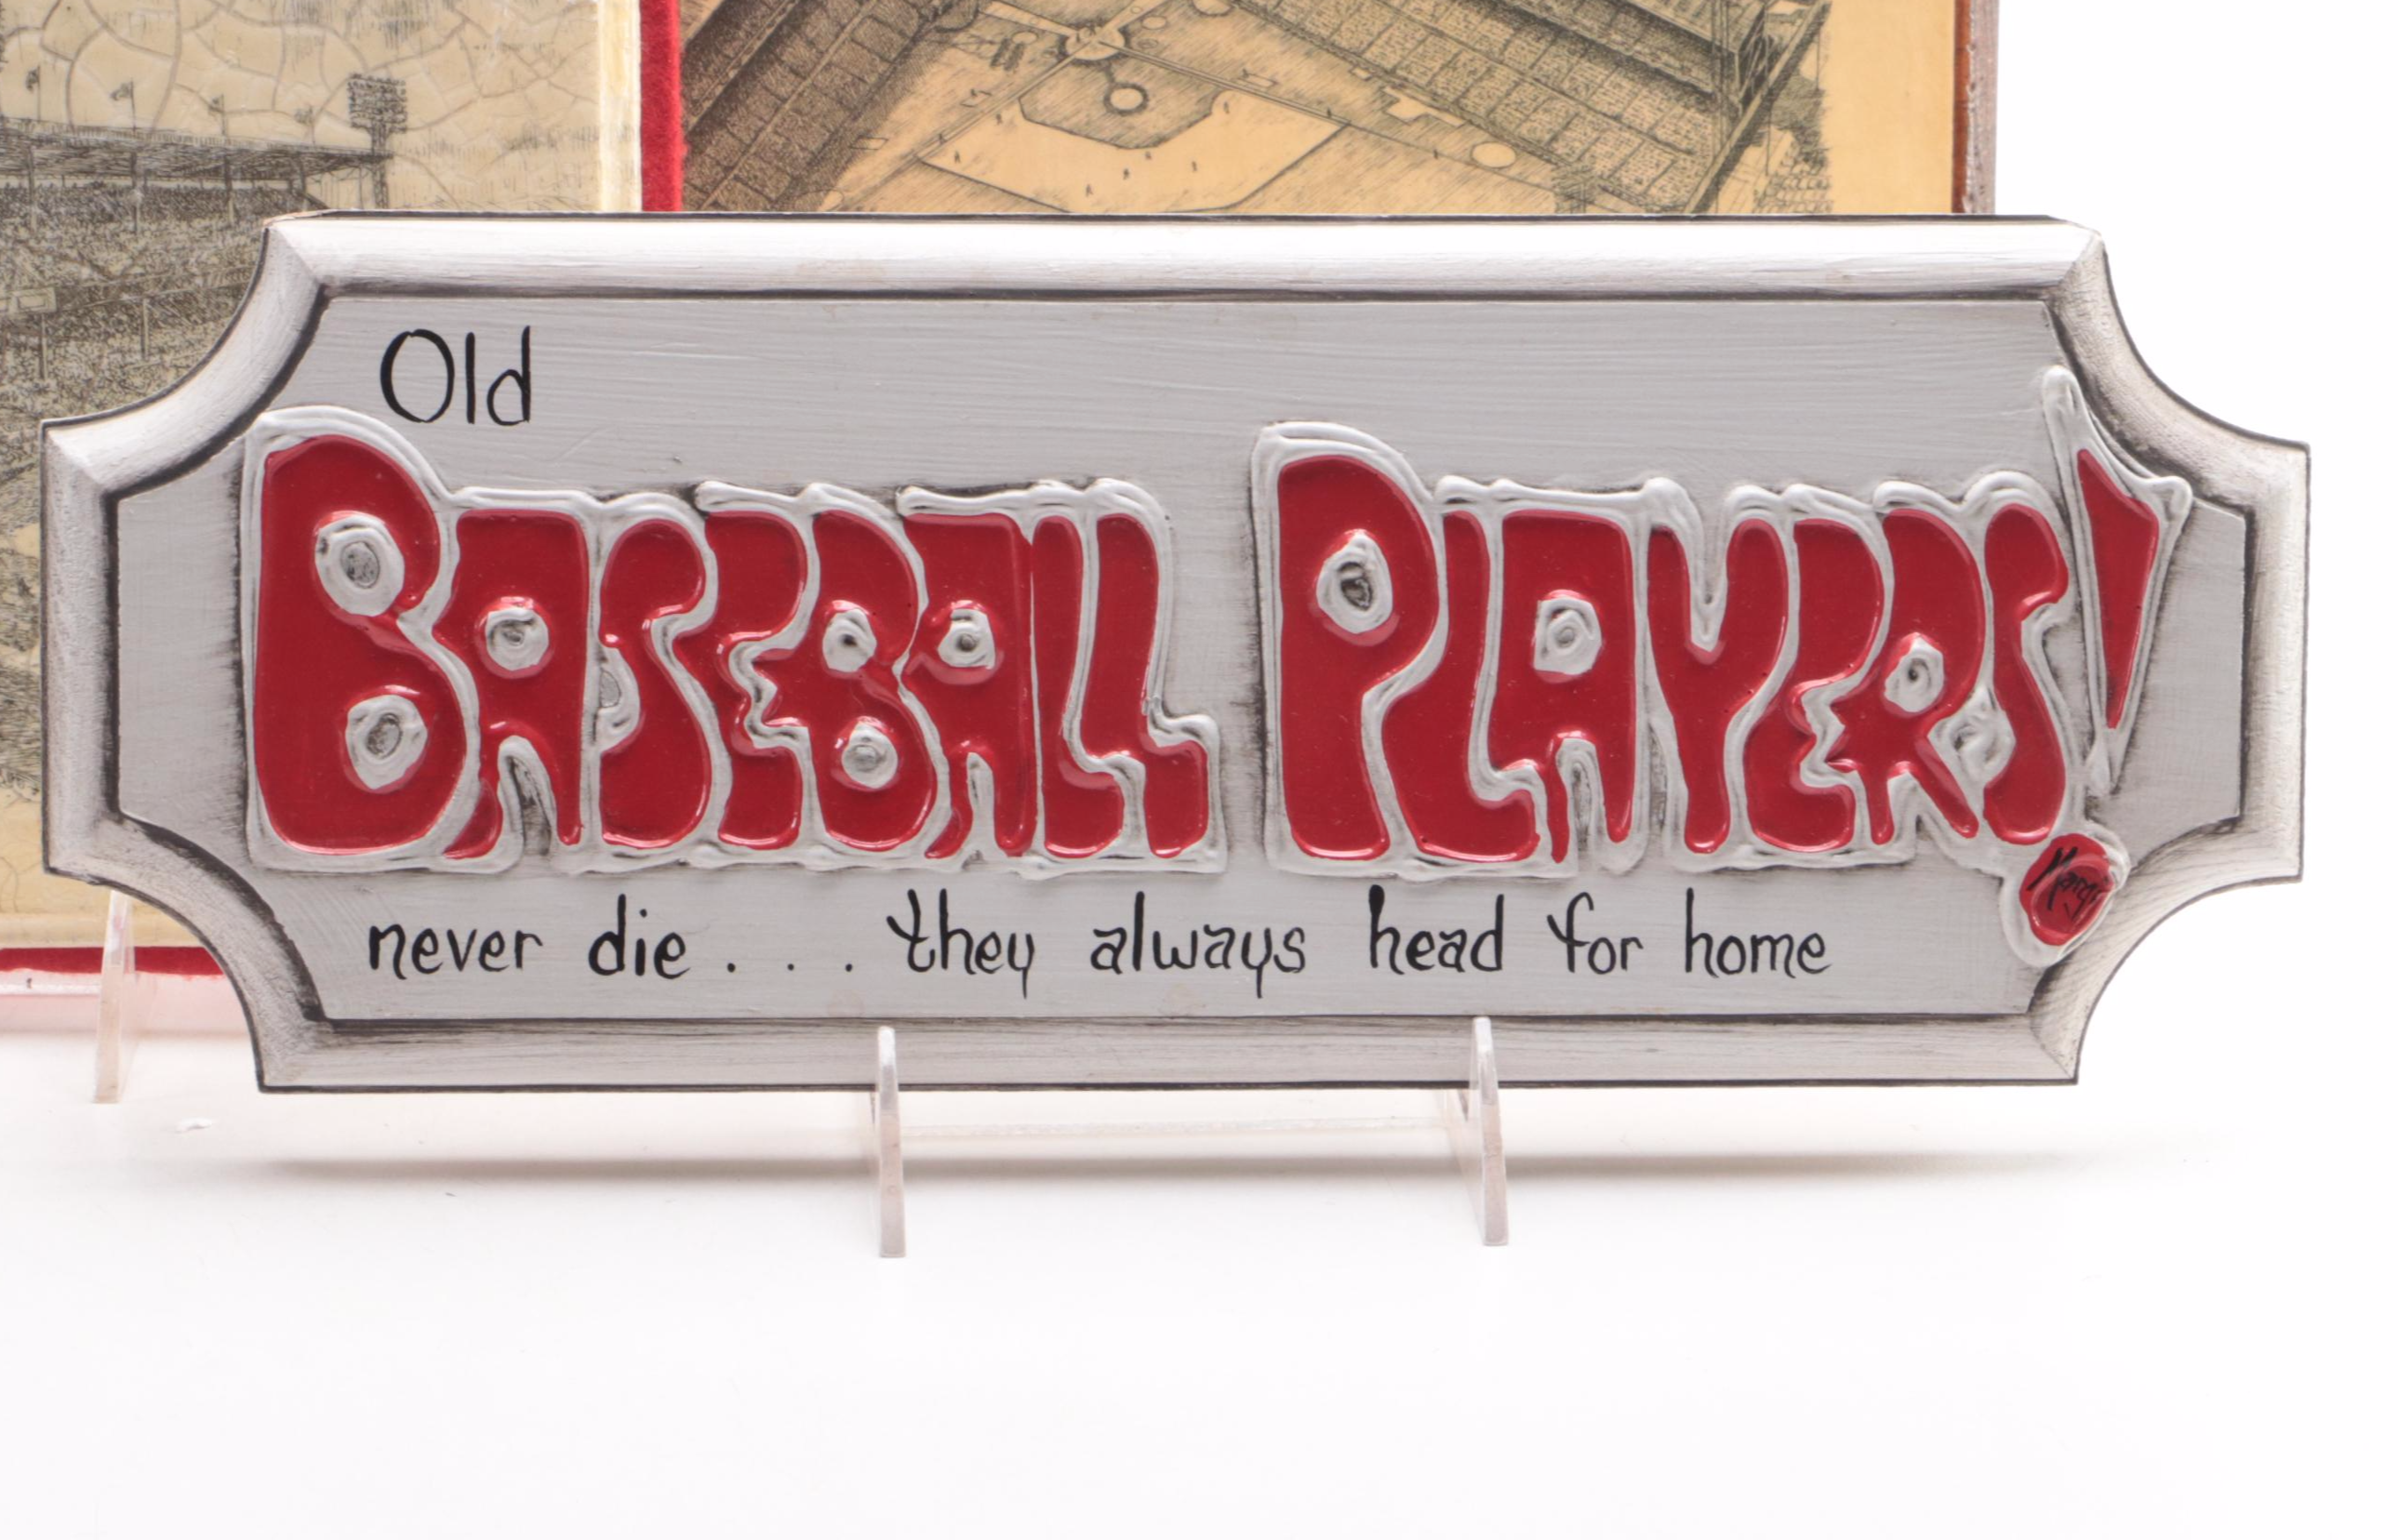 Old
BASEBALL PLAYERS!
never die... they always head for home